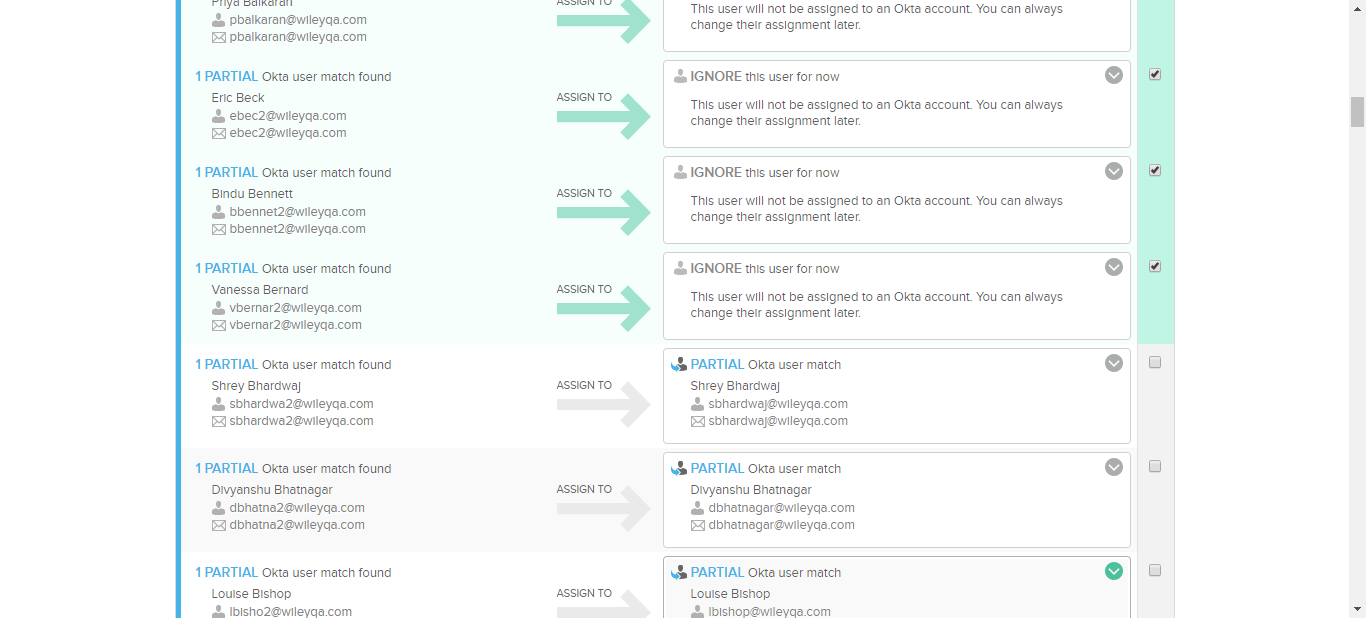 Priya Balkaran
pbalkaran@wileyqa.com
pbalkaran@wileyqa.com
ASSIGN TO
This user will not be assigned to an Okta account. You can always
change their assignment later.
1 PARTIAL Okta user match found
Eric Beck
ebec2@wileyqa.com
ebec2@wileyqa.com
ASSIGN TO
IGNORE this user for now
This user will not be assigned to an Okta account. You can always
change their assignment later.
1 PARTIAL Okta user match found
Bindu Bennett
bbennet2@wileyqa.com
bbennet2@wileyqa.com
ASSIGN TO
IGNORE this user for now
This user will not be assigned to an Okta account. You can always
change their assignment later.
1 PARTIAL Okta user match found
Vanessa Bernard
vbernar2@wileyqa.com
vbernar2@wileyqa.com
ASSIGN TO
IGNORE this user for now
This user will not be assigned to an Okta account. You can always
change their assignment later.
1 PARTIAL Okta user match found
Shrey Bhardwaj
sbhardwa2@wileyqa.com
sbhardwa2@wileyqa.com
ASSIGN TO
PARTIAL Okta user match
Shrey Bhardwaj
sbhardwaj@wileyqa.com
sbhardwaj@wileyqa.com
1 PARTIAL Okta user match found
Divyanshu Bhatnagar
dbhatna2@wileyqa.com
dbhatna2@wileyqa.com
ASSIGN TO
PARTIAL Okta user match
Divyanshu Bhatnagar
dbhatnagar@wileyqa.com
dbhatnagar@wileyqa.com
1 PARTIAL Okta user match found
Louise Bishop
lbisho2@wileyqa.com
ASSIGN TO
PARTIAL Okta user match
Louise Bishop
lbishop@wileyqa.com